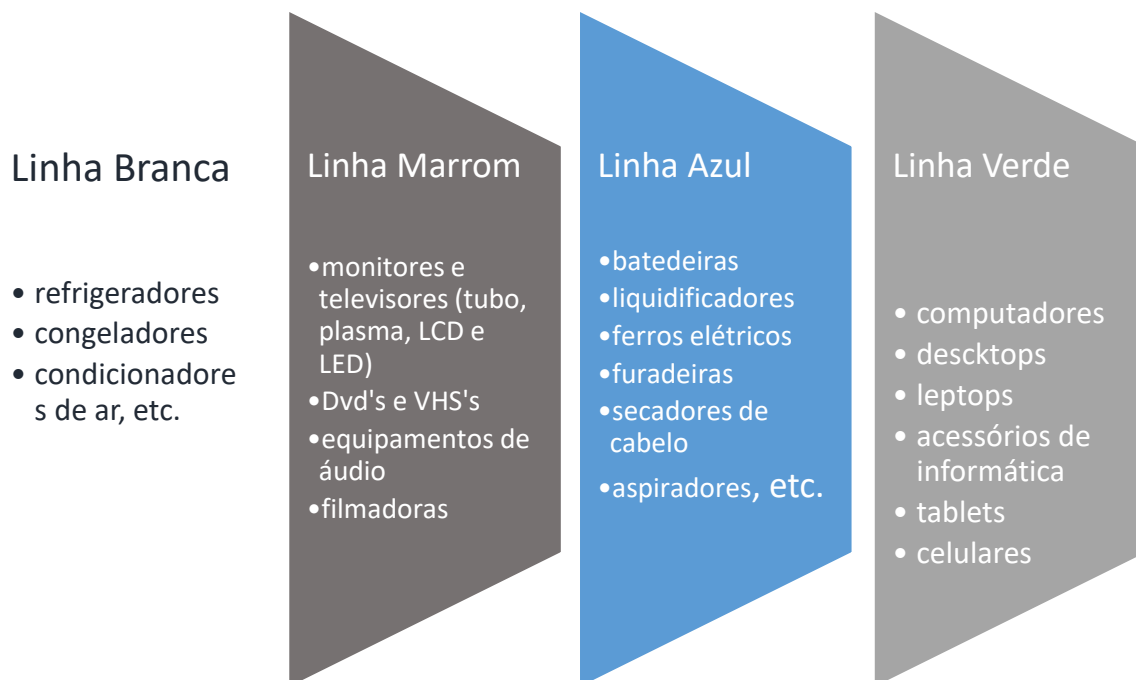 Linha Branca
• refrigeradores
• congeladores
• condicionadore
s de ar, etc.
Linha Marrom
•monitores e
televisores (tubo,
plasma, LCD e
LED)
•Dvd's e VHS's
•equipamentos de
áudio
•filmadoras
Linha Azul
•batedeiras
•liquidificadores
•ferros elétricos
•furadeiras
•secadores de
cabelo
•aspiradores, etc.
Linha Verde
• computadores
• descktops
• leptops
• acessórios de
informática
• tablets
• celulares